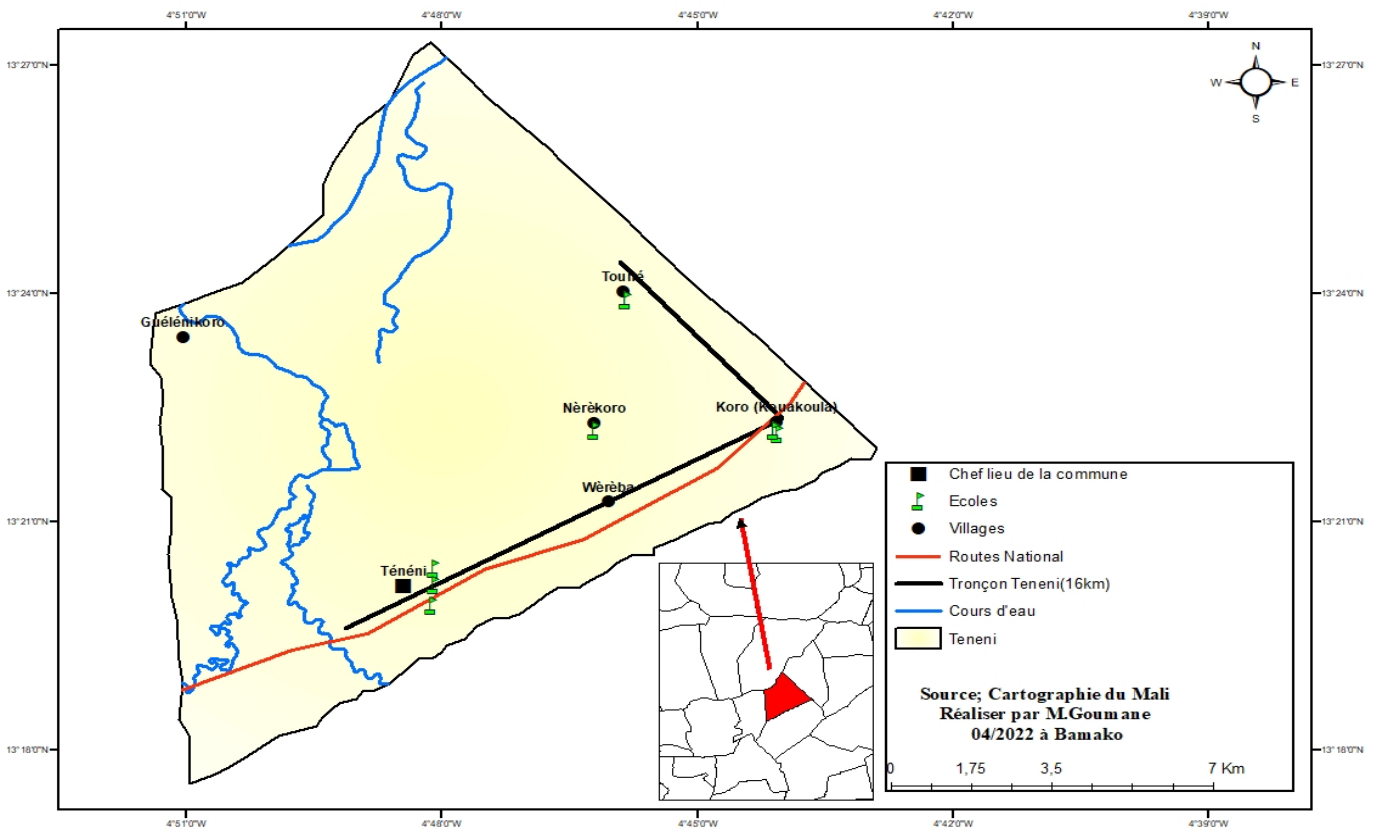 4°51'0"W 4°48'0"W 4°45'0"W 4°42'0"W 4°39'0"W
13°27'0"N 13°27'0"N
N
W E
S
Touné
13°24'0"N 13°24'0"N
Guélénikoro
Nèrèkoro
Koro (Kouakoula)
Wèrèba
13°21'0"N 13°21'0"N
Ténéni
Chef lieu de la commune
Ecoles
Villages
Routes National
Tronçon Teneni(16km)
Cours d'eau
Teneni
Source; Cartographie du Mali
Réaliser par M.Goumane
04/2022 à Bamako
13°18'0"N 13°18'0"N
0 1,75 3,5 7 Km
4°51'0"W 4°48'0"W 4°45'0"W 4°42'0"W 4°39'0"W